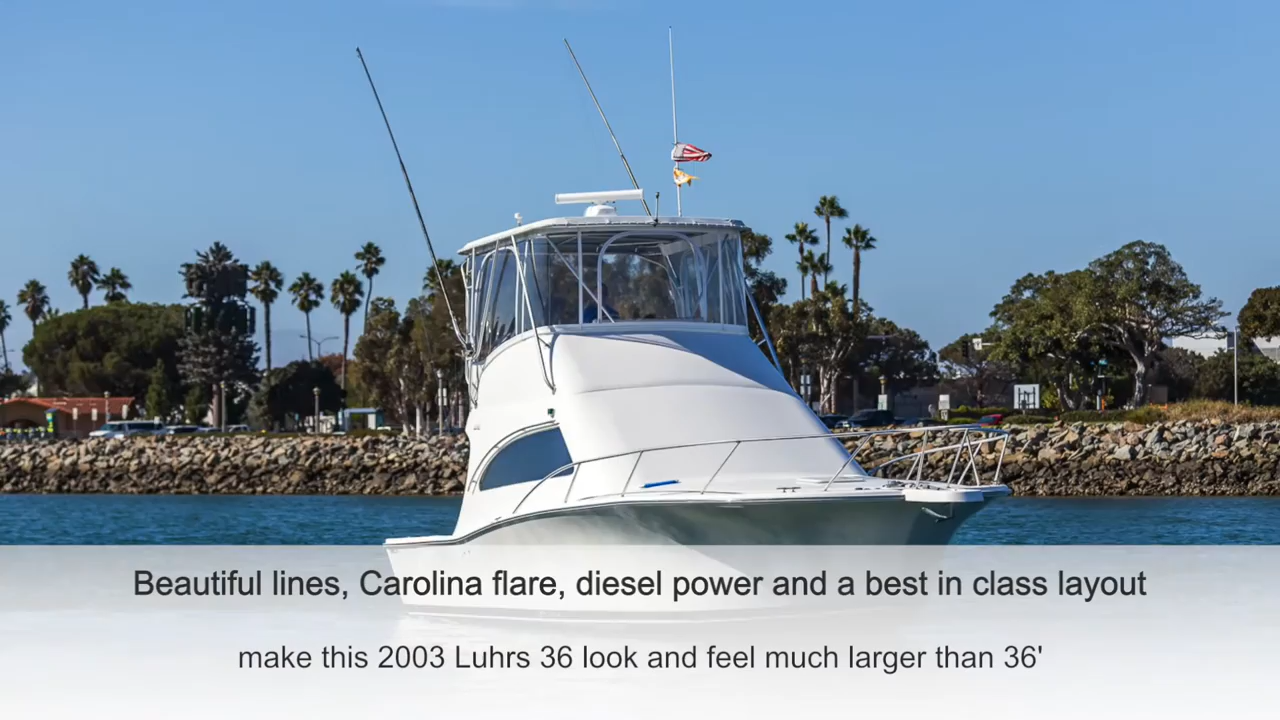 Beautiful lines, Carolina flare, diesel power and a best in class layout
make this 2003 Luhrs 36 look and feel much larger than 36'